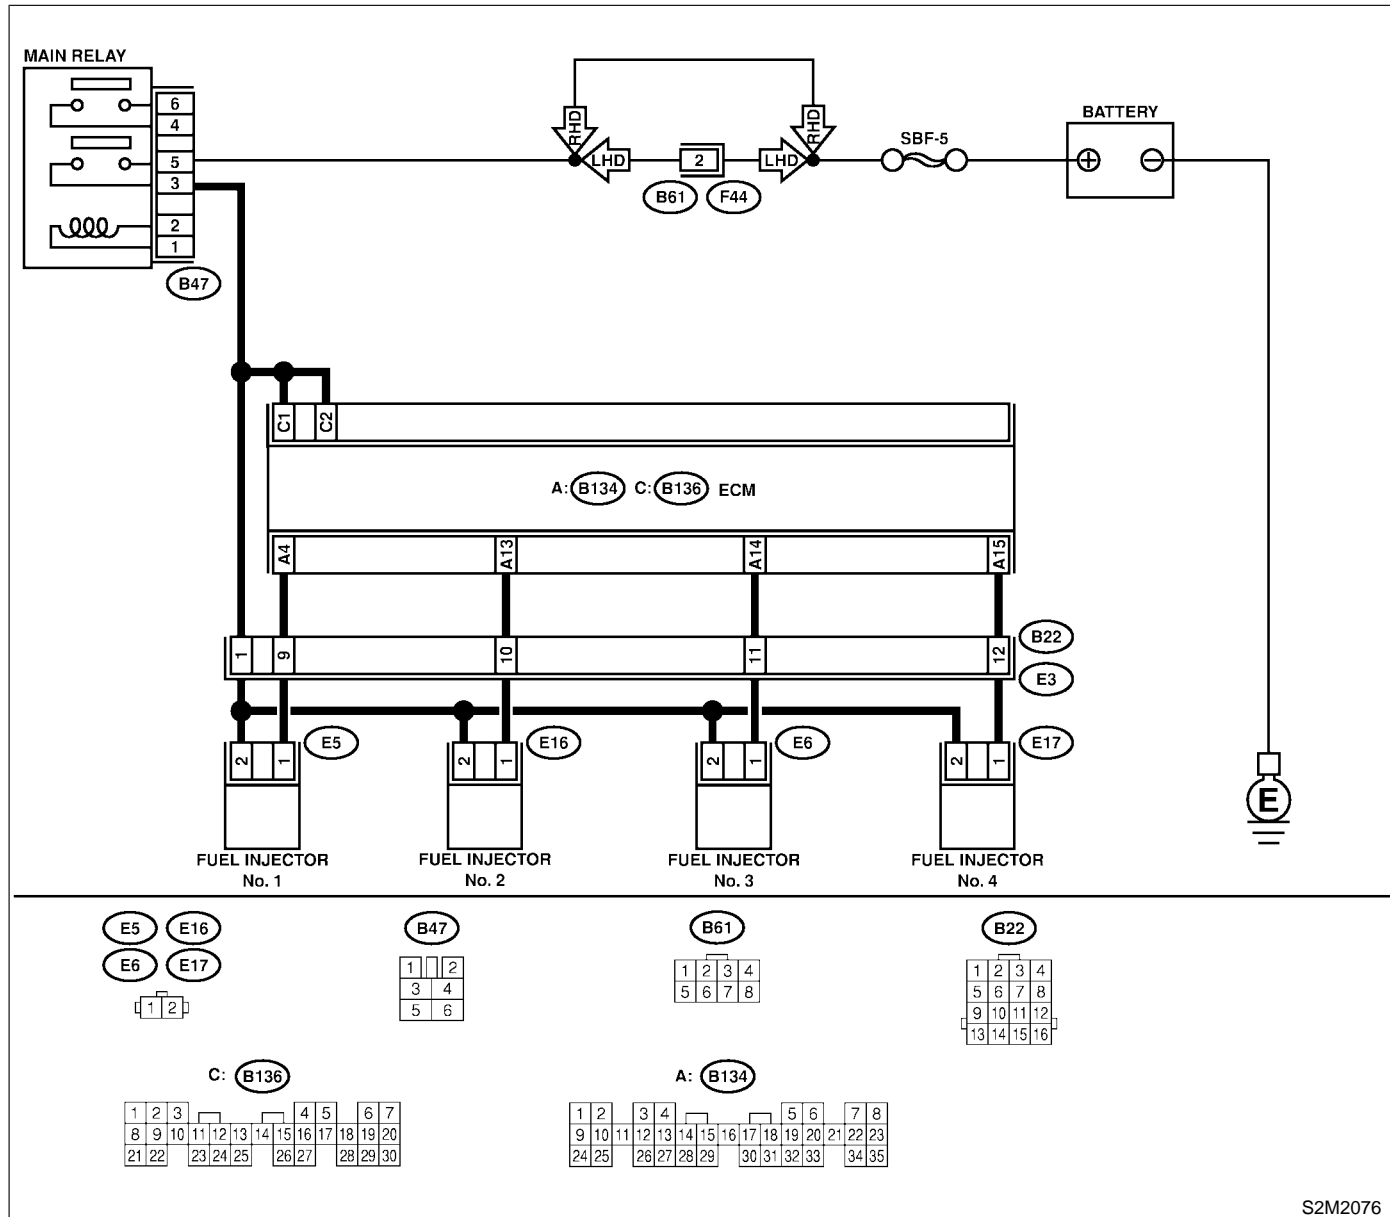 MAIN RELAY
6
4
5
3
2
1
B47
RHD
RHD
LHD
2
LHD
B61
F44
SBF-5
BATTERY
C1
C2
A: B134 C: B136 ECM
A4
A13
A14
A15
1
9
10
11
12
B22
E3
2
1
E5
2
1
E16
2
1
E6
2
1
E17
E
FUEL INJECTOR
No. 1
FUEL INJECTOR
No. 2
FUEL INJECTOR
No. 3
FUEL INJECTOR
No. 4
E5 E16
E6 E17
1 2
B47
1 2
3 4
5 6
B61
1 2 3 4
5 6 7 8
B22
1 2 3 4
5 6 7 8
9 10 11 12
13 14 15 16
C: B136
1 2 3 4 5 6 7
8 9 10 11 12 13 14 15 16 17 18 19 20
21 22 23 24 25 26 27 28 29 30
A: B134
1 2 3 4 5 6 7 8
9 10 11 12 13 14 15 16 17 18 19 20 21 22 23
24 25 26 27 28 29 30 31 32 33 34 35
S2M2076